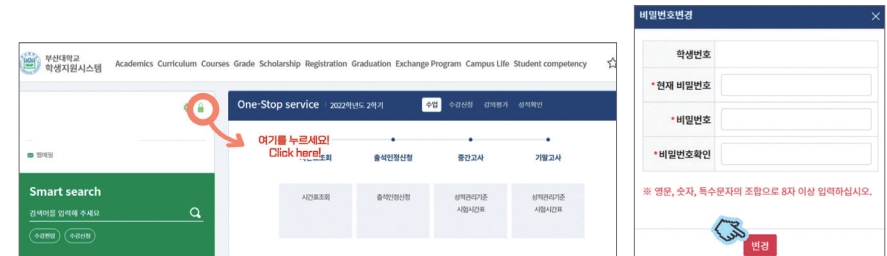 부산대학교
학생지원시스템
Academics Curriculum Courses Grade Scholarship Registration Graduation Exchange Program Campus Life Student competency
One-Stop service 2022학년도 2학기 수업 수강신청 강의평가 성적확인
여기를 누르세요!
Click here!
조회 출석인정신청 중간고사 기말고사
웹메일
시간표조회 출석인정신청 성적관리기준 성적관리기준
시험시간표 시험시간표
Smart search
검색어를 입력해 주세요
수강편람 수강신청
비밀번호변경
학생번호
*현재 비밀번호
*비밀번호
*비밀번호확인
※ 영문, 숫자, 특수문자의 조합으로 8자 이상 입력하십시오.
변경